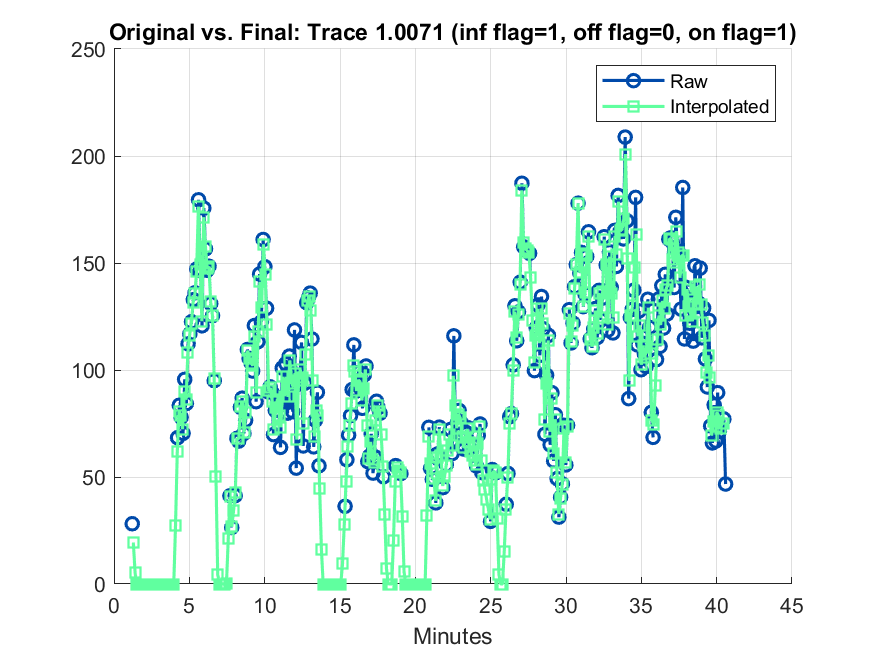 Original vs. Final: Trace 1.0071 (inf flag=1, off flag=0, on flag=1)
250
200
150
100
50
0
Raw
Interpolated
0 5 10 15 20 25 30 35 40 45
Minutes